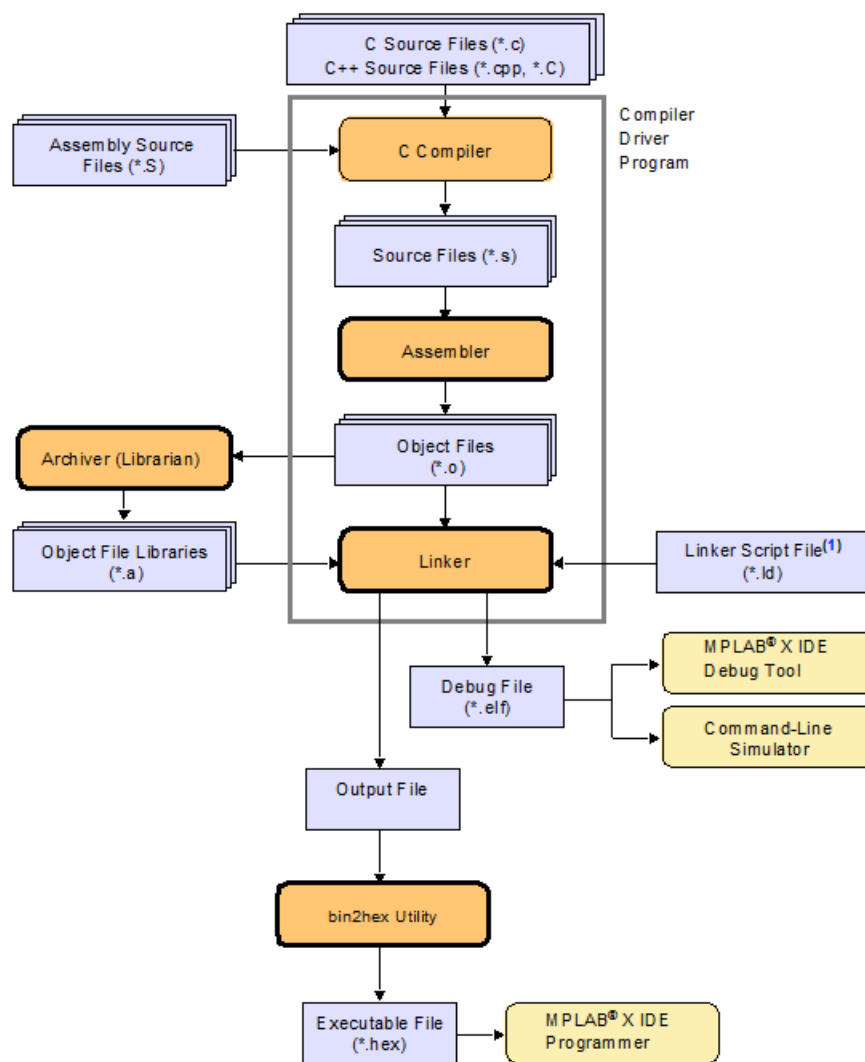 C Source Files (*.c)
C++ Source Files (*.cpp, *.C)
Compiler
Driver
Program
Assembly Source
Files (*.S)
C Compiler
Source Files (*.s)
Assembler
Archiver (Librarian)
Object Files
(*.o)
Object File Libraries
(*.a)
Linker
Linker Script File(1)
(*.ld)
MPLAB® X IDE
Debug Tool
Debug File
(*.elf)
Command-Line
Simulator
Output File
bin2hex Utility
Executable File
(*.hex)
MPLAB® X IDE
Programmer